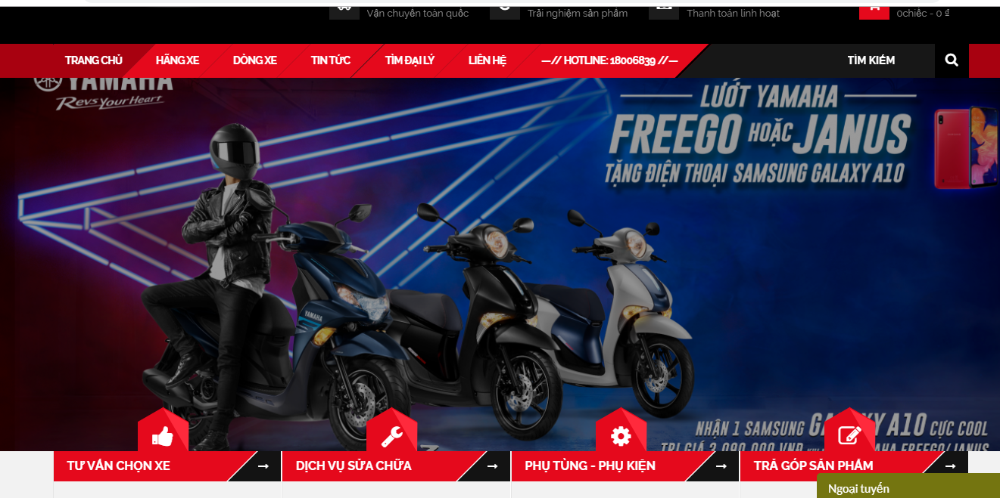 Vận chuyển toàn quốc
Trải nghiệm sản phẩm
Thanh toán linh hoạt
0chiếc - 0 ₫
TRANG CHỦ
HÃNG XE
DÒNG XE
TIN TỨC
TÌM ĐẠI LÝ
LIÊN HỆ
—// HOTLINE: 18006839 //—
TÌM KIẾM
YAMAHA
Revs Your Heart
LƯỚT YAMAHA
FREEGO HOẶC JANUS
TẶNG ĐIỆN THOẠI SAMSUNG GALAXY A10
YAMAHA
NHẬN 1 SAMSUNG GALAXY A10 CỰC COOL
TRỊ GIÁ 3.090.000 VNĐ YAMAHA FREEGO/JANUS
TƯ VẤN CHỌN XE
DỊCH VỤ SỬA CHỮA
PHỤ TÙNG - PHỤ KIỆN
TRẢ GÓP SẢN PHẨM
Ngoại tuyến